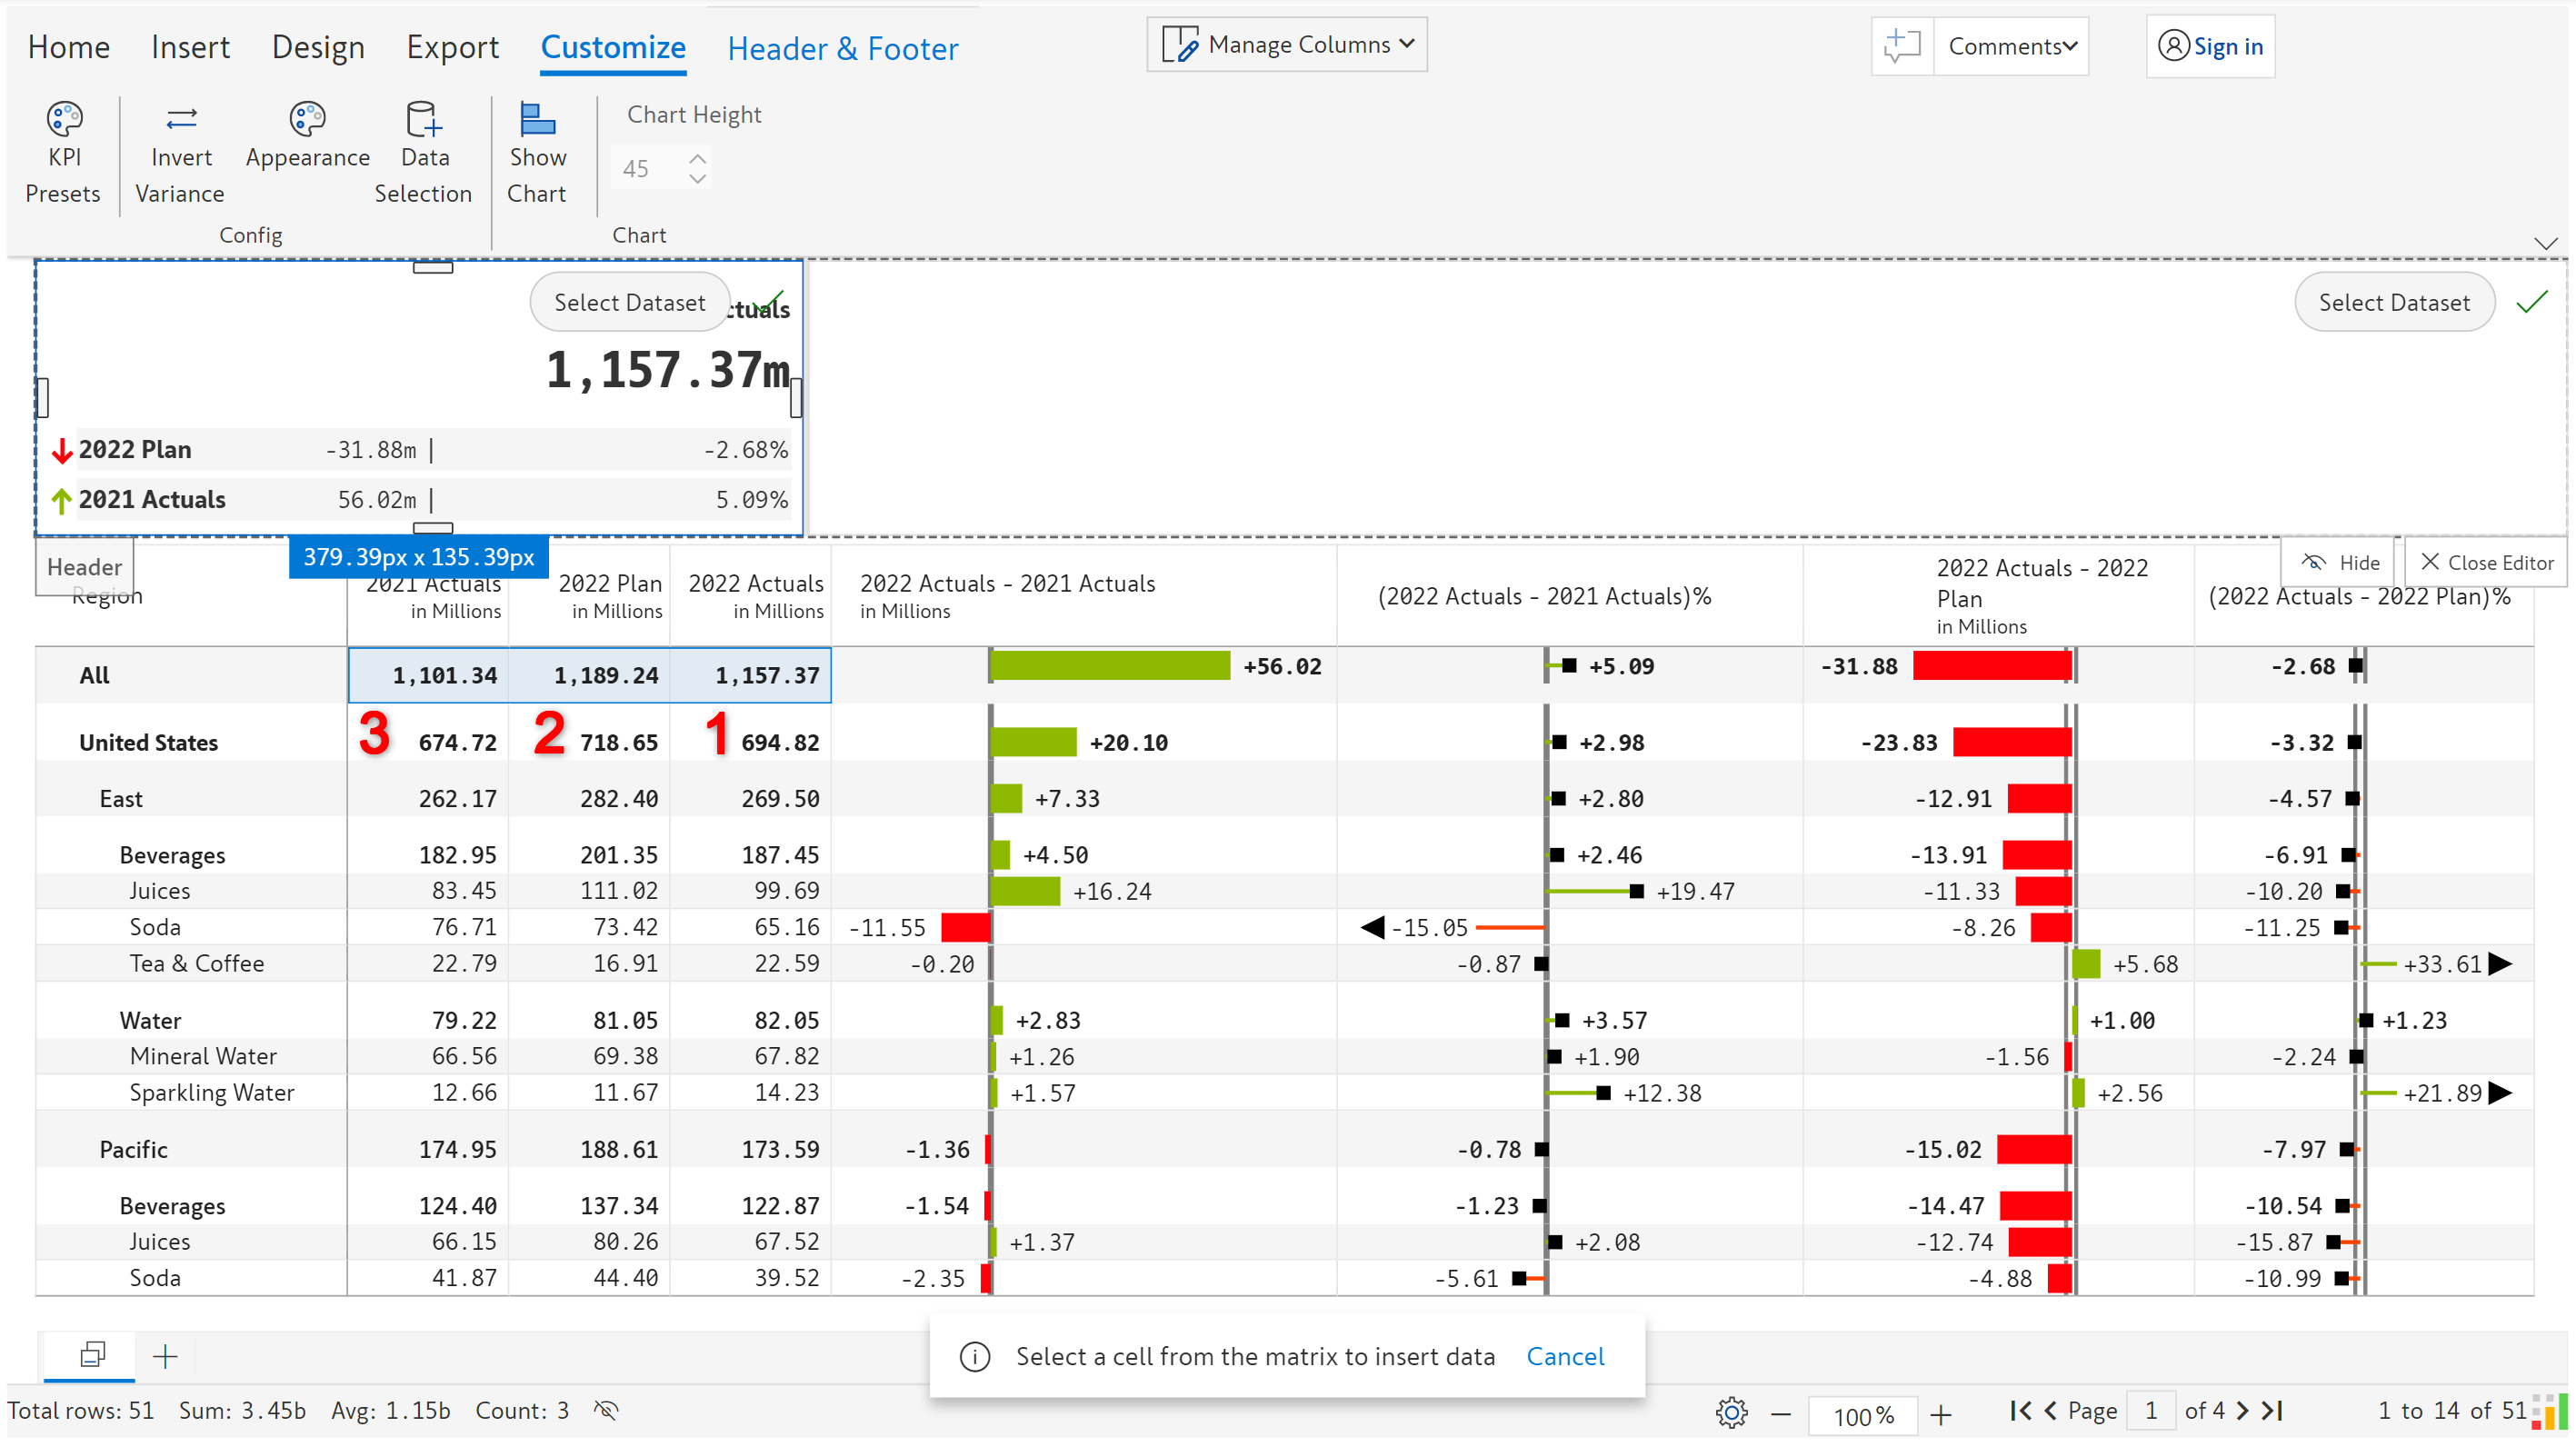 Home Insert Design Export Customize Header & Footer Manage Columns Comments Sign in
KPI Presets Invert Variance Appearance Data Selection Show Chart Chart Height 45
Config Chart
Select Dataset ctuals Select Dataset
1,157.37m
2022 Plan -31.88m | -2.68%
2021 Actuals 56.02m | 5.09%
379.39px x 135.39px
Header Hide Close Editor
Region 2021 Actuals in Millions 2022 Plan in Millions 2022 Actuals in Millions 2022 Actuals - 2021 Actuals in Millions (2022 Actuals - 2021 Actuals)% 2022 Actuals - 2022 Plan in Millions (2022 Actuals - 2022 Plan)%
All 1,101.34 1,189.24 1,157.37 +56.02 +5.09 -31.88 -2.68
United States 3 674.72 2 718.65 1 694.82 +20.10 +2.98 -23.83 -3.32
East 262.17 282.40 269.50 +7.33 +2.80 -12.91 -4.57
Beverages 182.95 201.35 187.45 +4.50 +2.46 -13.91 -6.91
Juices 83.45 111.02 99.69 +16.24 +19.47 -11.33 -10.20
Soda 76.71 73.42 65.16 -11.55 -15.05 -8.26 -11.25
Tea & Coffee 22.79 16.91 22.59 -0.20 -0.87 +5.68 +33.61
Water 79.22 81.05 82.05 +2.83 +3.57 +1.00 +1.23
Mineral Water 66.56 69.38 67.82 +1.26 +1.90 -1.56 -2.24
Sparkling Water 12.66 11.67 14.23 +1.57 +12.38 +2.56 +21.89
Pacific 174.95 188.61 173.59 -1.36 -0.78 -15.02 -7.97
Beverages 124.40 137.34 122.87 -1.54 -1.23 -14.47 -10.54
Juices 66.15 80.26 67.52 +1.37 +2.08 -12.74 -15.87
Soda 41.87 44.40 39.52 -2.35 -5.61 -4.88 -10.99
Select a cell from the matrix to insert data Cancel
Total rows: 51 Sum: 3.45b Avg: 1.15b Count: 3 100% Page 1 of 4 1 to 14 of 51